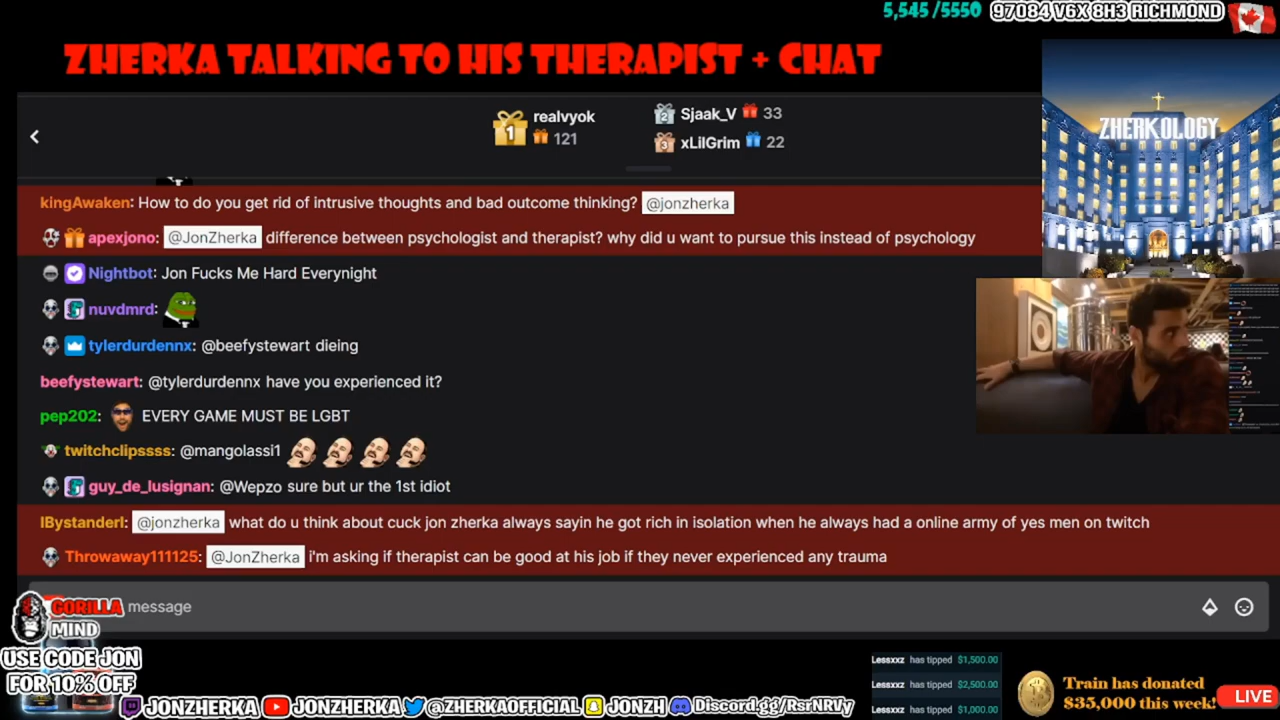 5,545 /5550
97084 V6X 8H3 RICHMOND
ZHERKA TALKING TO HIS THERAPIST + CHAT
ZHERKOLOGY
1 realvyok
121
2 Sjaak_V 33
3 xLilGrim 22
kingAwaken: How to do you get rid of intrusive thoughts and bad outcome thinking? @jonzherka
apexjono: @JonZherka difference between psychologist and therapist? why did u want to pursue this instead of psychology
Nightbot: Jon Fucks Me Hard Everynight
nuvdmrd:
tylerdurdennx: @beefystewart dieing
beefystewart: @tylerdurdennx have you experienced it?
pep202: EVERY GAME MUST BE LGBT
twitchclipssss: @mangolassi1
guy_de_lusignan: @Wepzo sure but ur the 1st idiot
IBystanderI: @jonzherka what do u think about cuck jon zherka always sayin he got rich in isolation when he always had a online army of yes men on twitch
Throwaway111125: @JonZherka i'm asking if therapist can be good at his job if they never experienced any trauma
message
GORILLA
MIND
USE CODE JON
FOR 10% OFF
JONZHERKA JONZHERKA @ZHERKAOFFICIAL JONZH Discord.gg/RsrNRVy
Lessxxz has tipped $1,500.00
Lessxxz has tipped $2,500.00
Lessxxz has tipped $1,000.00
Train has donated
$35,000 this week!
LIVE